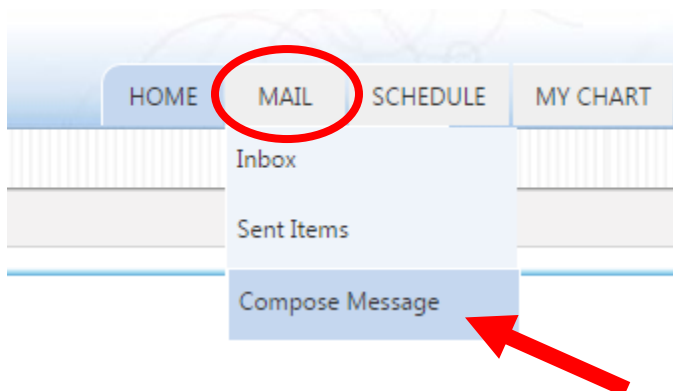 HOME MAIL SCHEDULE MY CHART
Inbox
Sent Items
Compose Message